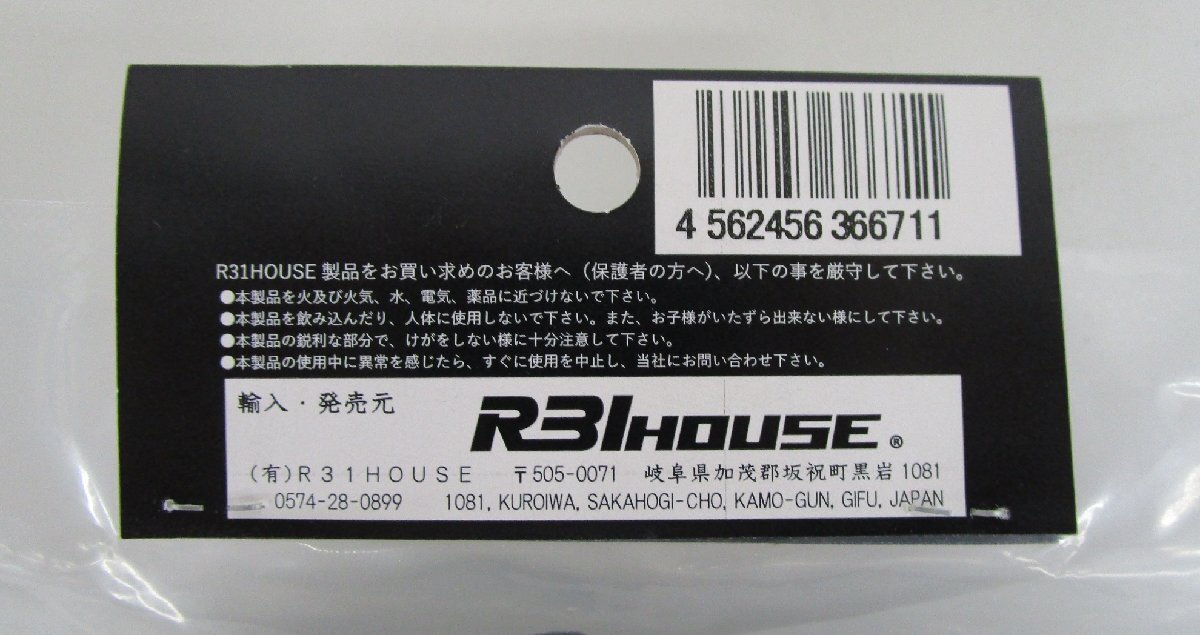 4 562456 366711
R31HOUSE 製品をお買い求めのお客様へ（保護者の方へ）、以下の事を厳守して下さい。
●本製品を火及び火気、水、電気、薬品に近づけないで下さい。
●本製品を飲み込んだり、人体に使用しないで下さい。また、お子様がいたずら出来ない様にして下さい。
●本製品の鋭利な部分で、けがをしない様に十分注意して下さい。
●本製品の使用中に異常を感じたら、すぐに使用を中止し、当社にお問い合わせ下さい。
輸入・発売元
R31HOUSE ®
(有)R31HOUSE 〒505-0071 岐阜県加茂郡坂祝町黒岩 1081
0574-28-0899 1081, KUROIWA, SAKAHOGI-CHO, KAMO-GUN, GIFU, JAPAN